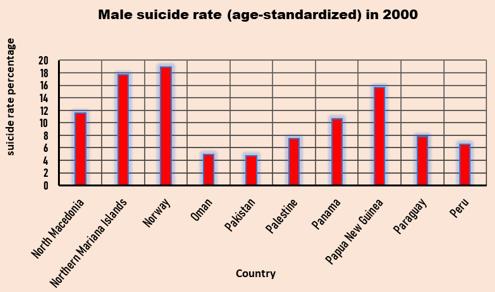 Male suicide rate (age-standardized) in 2000
suicide rate percentage
20
18
16
14
12
10
8
6
4
2
0
North Macedonia
Northern Mariana Islands
Norway
Oman
Pakistan
Palestine
Panama
Papua New Guinea
Paraguay
Peru
Country